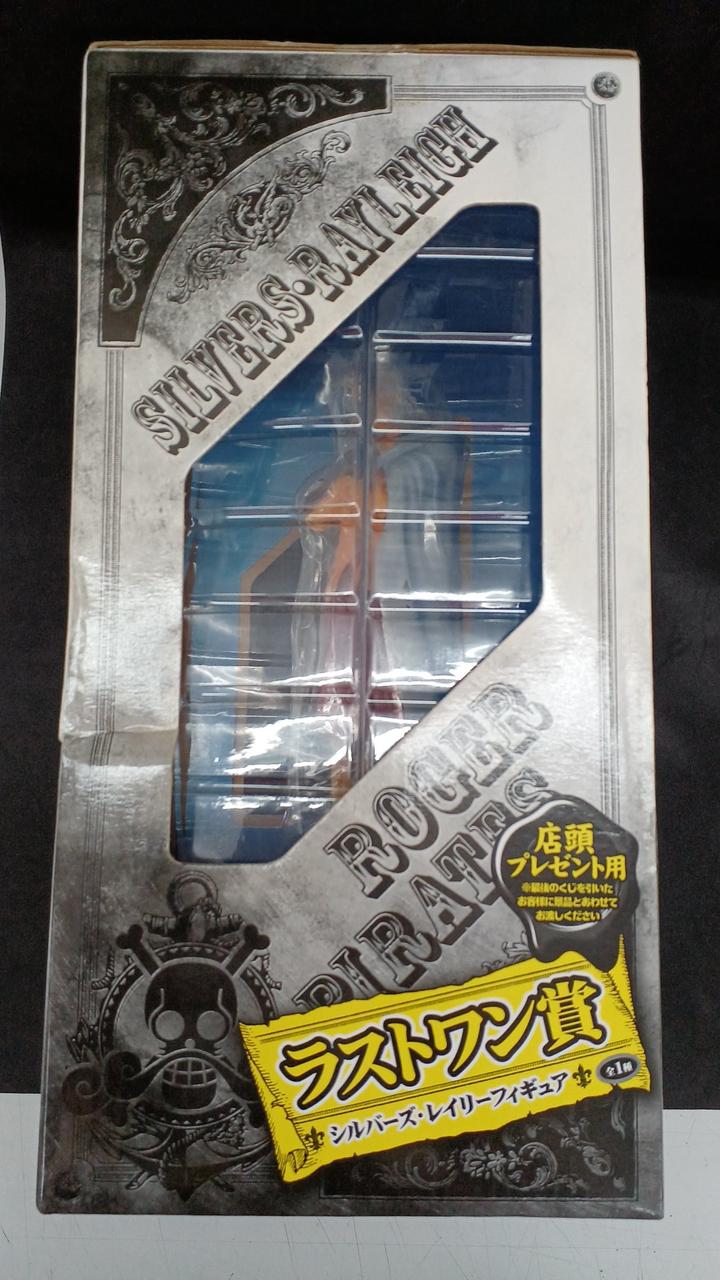 SILVERS・RAYLEIGH
ROGER
PIRATES
店頭
プレゼント用
※最後のくじを引いた
お客様に景品とあわせて
お渡しください
ラストワン賞
シルバーズ・レイリーフィギュア
全1種